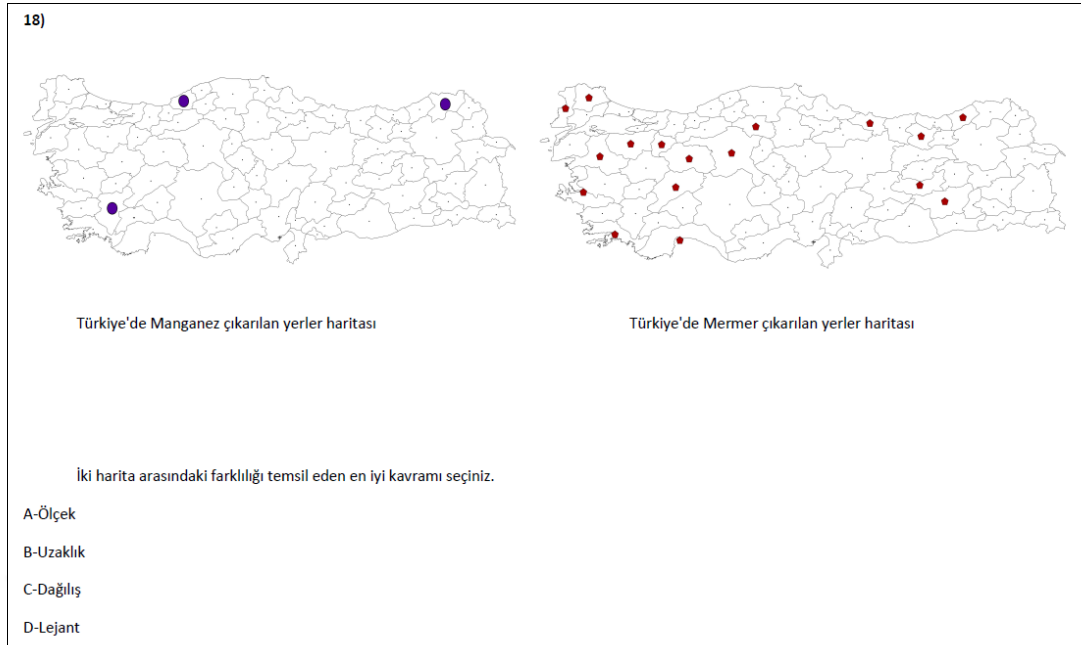 18)
Türkiye'de Manganez çıkarılan yerler haritası
Türkiye'de Mermer çıkarılan yerler haritası
İki harita arasındaki farklılığı temsil eden en iyi kavramı seçiniz.
A-Ölçek
B-Uzaklık
C-Dağılış
D-Lejant